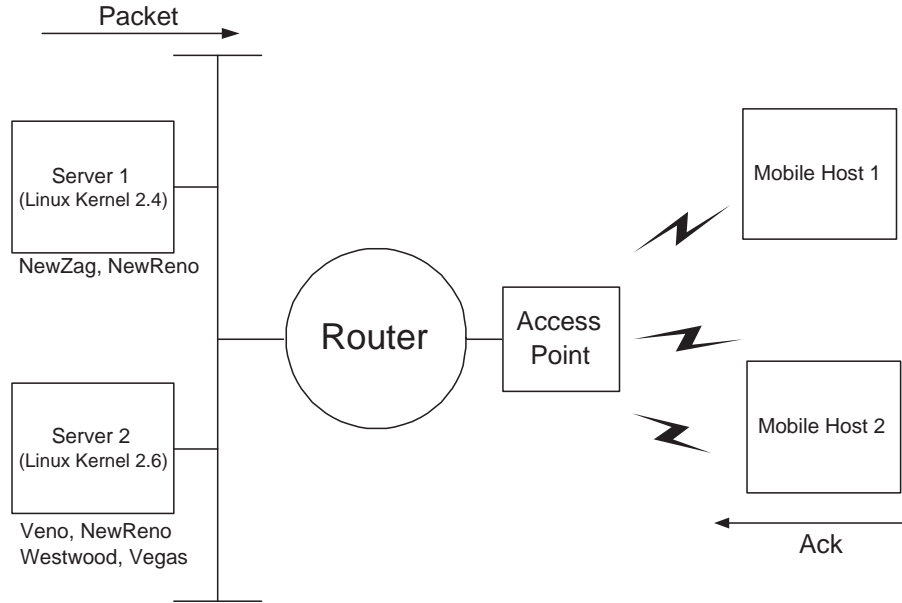 Packet
Server 1
(Linux Kernel 2.4)
NewZag, NewReno
Server 2
(Linux Kernel 2.6)
Veno, NewReno
Westwood, Vegas
Router
Access
Point
Mobile Host 1
Mobile Host 2
Ack